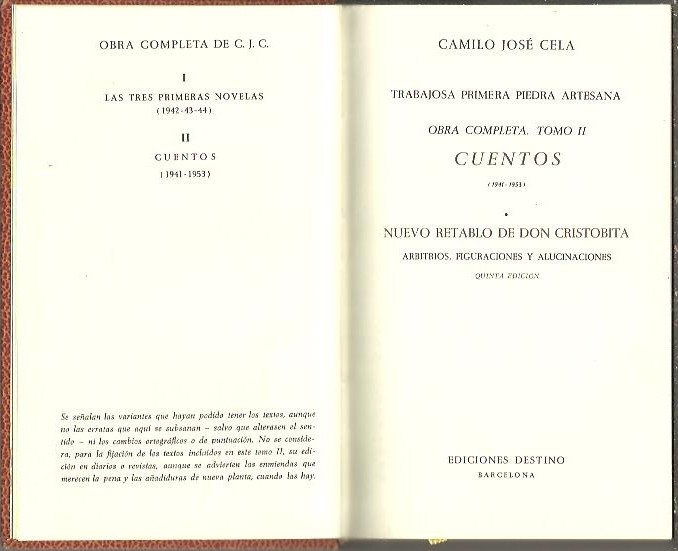 OBRA COMPLETA DE C. J. C.
I
LAS TRES PRIMERAS NOVELAS
(1942-43-44)
II
CUENTOS
(1941-1953)
Se señalan las variantes que hayan podido tener los textos, aunque
no las erratas que aquí se subsanan – salvo que alterasen el sen-
tido – ni los cambios ortográficos o de puntuación. No se conside-
ra, para la fijación de los textos incluídos en este tomo II, su edi-
ción en diarios o revistas, aunque se advierten las enmiendas que
merecen la pena y las añadiduras de nueva planta, cuando las hay.
CAMILO JOSÉ CELA
TRABAJOSA PRIMERA PIEDRA ARTESANA
OBRA COMPLETA. TOMO II
CUENTOS
(1941-1953)
•
NUEVO RETABLO DE DON CRISTOBITA
ARBITRIOS, FIGURACIONES Y ALUCINACIONES
QUINTA EDICIÓN
EDICIONES DESTINO
BARCELONA